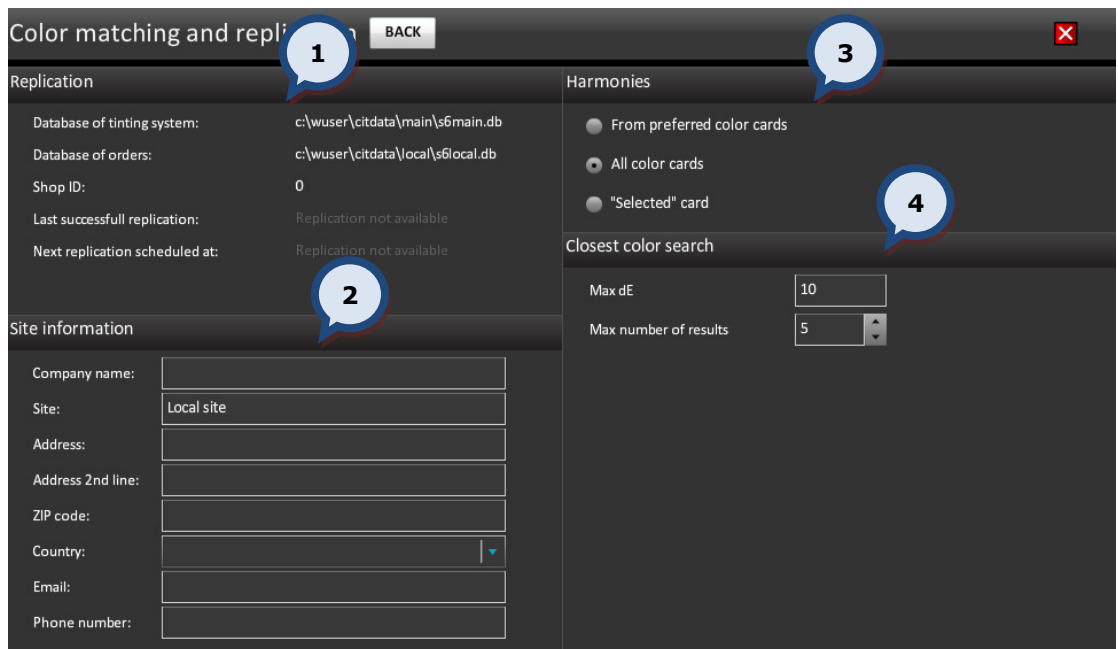 Color matching and repli n BACK
1
3
Replication
Database of tinting system: c:\wuser\citdata\main\s6main.db
Database of orders: c:\wuser\citdata\local\s6local.db
Shop ID: 0
Last successfull replication: Replication not available
Next replication scheduled at: Replication not available
2
Site information
Company name:
Site: Local site
Address:
Address 2nd line:
ZIP code:
Country:
Email:
Phone number:
Harmonies
From preferred color cards
All color cards
"Selected" card
4
Closest color search
Max dE 10
Max number of results 5